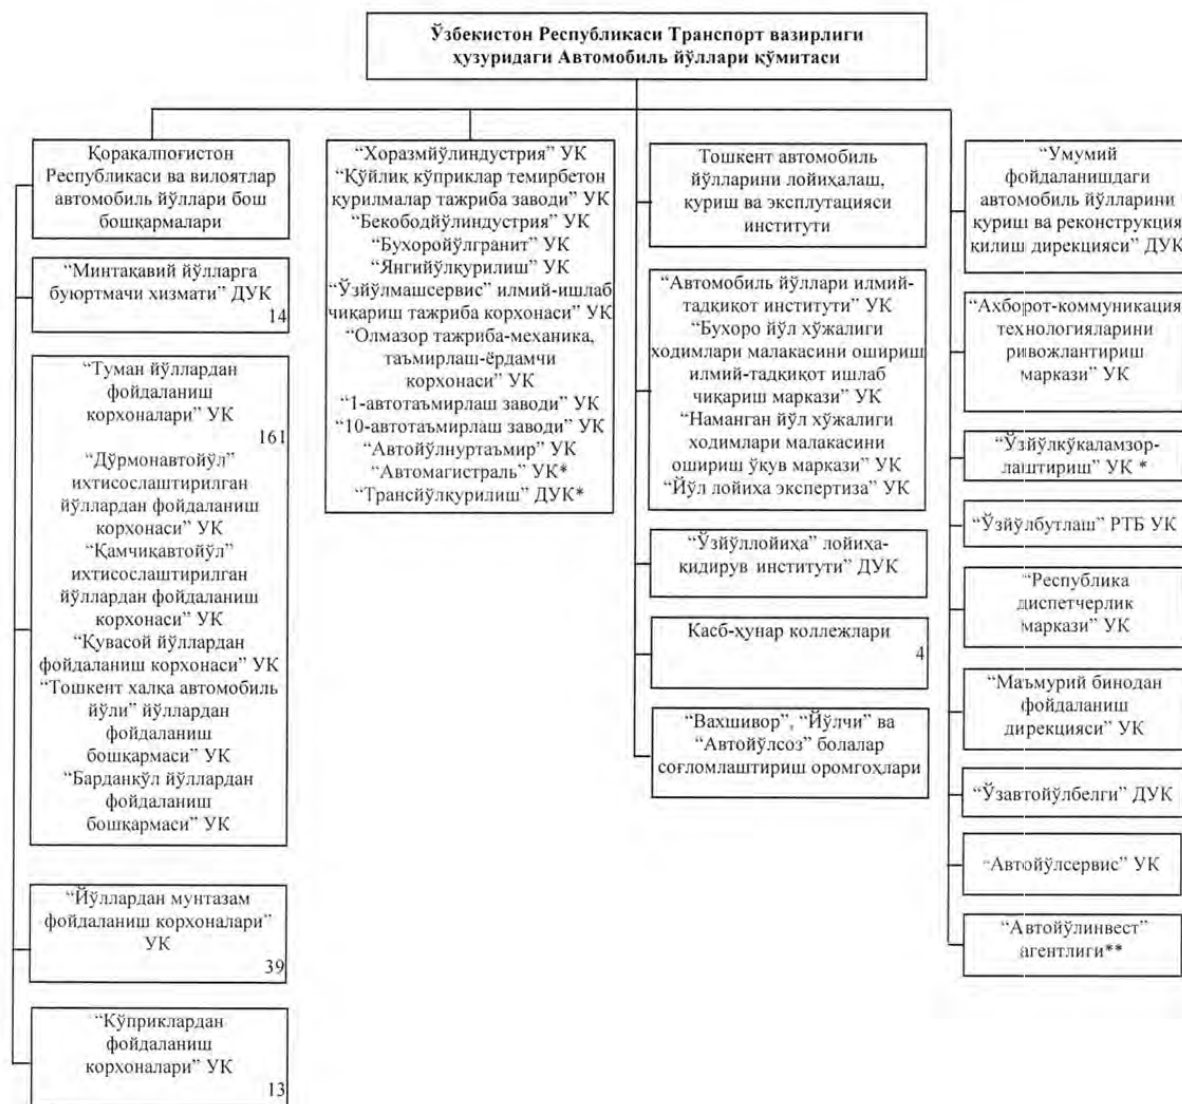 Ўзбекистон Республикаси Транспорт вазирлиги
ҳузуридаги Автомобиль йўллари қўмитаси
Қорақалпоғистон
Республикаси ва вилоятлар
автомобиль йўллари бош
бошқармалари
“Минтақавий йўлларга
буюртмачи хизмати” ДУК
14
“Туман йўллардан
фойдаланиш
корхоналари” УК
161
“Дўрмонавтойўл”
ихтисослаштирилган
йўллардан фойдаланиш
корхонаси” УК
“Қамчиқавтойўл”
ихтисослаштирилган
йўллардан фойдаланиш
корхонаси” УК
“Қувасой йўллардан
фойдаланиш корхонаси” УК
“Тошкент халқа автомобиль
йўли” йўллардан
фойдаланиш
бошқармаси” УК
“Барданкўл йўллардан
фойдаланиш
бошқармаси” УК
“Йўллардан мунтазам
фойдаланиш корхоналари”
УК
39
“Кўприклардан
фойдаланиш
корхоналари” УК
13
“Хоразмйўлиндустрия” УК
“Қўйлиқ кўприклар темирбетон
қурилмалар тажриба заводи” УК
“Бекободйўлиндустрия” УК
“Бухоройўлгранит” УК
“Янгийўлқурилиш” УК
“Ўзйўлмашсервис” илмий-ишлаб
чиқариш тажриба корхонаси” УК
“Олмазор тажриба-механика,
таъмирлаш-ёрдамчи
корхонаси” УК
“1-автотаъмирлаш заводи” УК
“10-автотаъмирлаш заводи” УК
“Автойўлнуртаъмир” УК
“Автомагистраль” УК*
“Трансйўлқурилиш” ДУК*
Тошкент автомобиль
йўлларини лойиҳалаш,
қуриш ва эксплутацияси
институти
“Автомобиль йўллари илмий-
тадқиқот институти” УК
“Бухоро йўл хўжалиги
ходимлари малакасини ошириш
илмий-тадқиқот ишлаб
чиқариш маркази” УК
“Наманган йўл хўжалиги
ходимлари малакасини
ошириш ўқув маркази” УК
“Йўл лойиҳа экспертиза” УК
“Ўзйўллойиҳа” лойиҳа-
қидирув институти” ДУК
Касб-ҳунар коллежлари
4
“Вахшивор”, “Йўлчи” ва
“Автойўлсоз” болалар
соғломлаштириш оромгоҳлари
“Умумий
фойдаланишдаги
автомобиль йўлларини
қуриш ва реконструкция
қилиш дирекцияси” ДУК
“Ахборот-коммуникация
технологияларини
ривожлантириш
маркази” УК
“Ўзйўлкўкаламзор-
лаштириш” УК *
“Ўзйўлбутлаш” РТБ УК
“Республика
диспетчерлик
маркази” УК
“Маъмурий бинодан
фойдаланиш
дирекцияси” УК
“Ўзавтойўлбелги” ДУК
“Автойўлсервис” УК
“Автойўлинвест”
агентлиги**